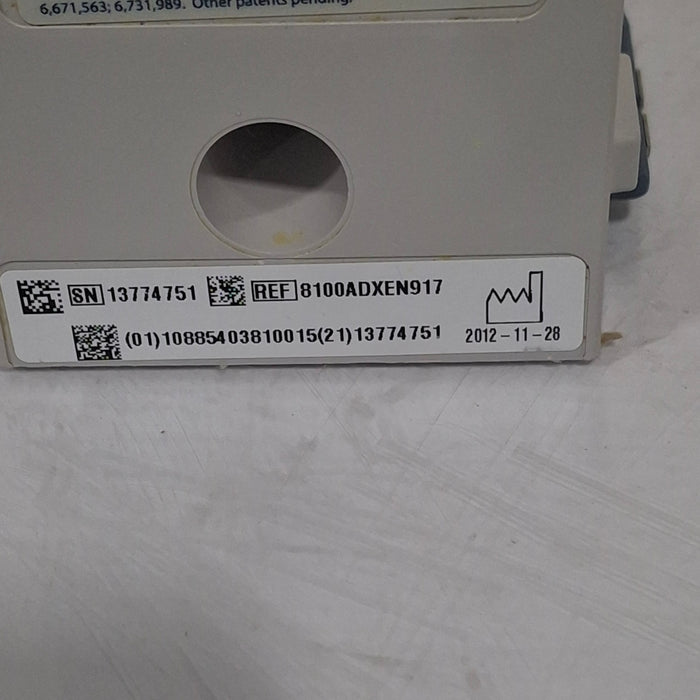 6,671,563; 6,731,989. Other patents pending.
SN 13774751 REF 8100ADXEN917
(01)10885403810015(21)13774751 2012-11-28